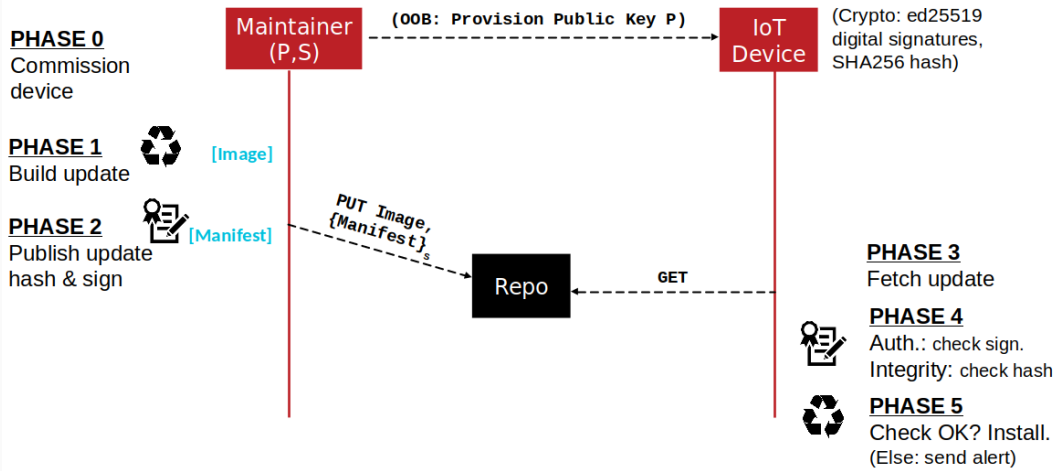 PHASE 0
Commission
device
Maintainer
(P,S)
(OOB: Provision Public Key P)
IoT
Device
(Crypto: ed25519
digital signatures,
SHA256 hash)
PHASE 1
Build update
[Image]
PHASE 2
Publish update
hash & sign
[Manifest]
PUT Image,
{Manifest}s
Repo
GET
PHASE 3
Fetch update
PHASE 4
Auth.: check sign.
Integrity: check hash
PHASE 5
Check OK? Install.
(Else: send alert)